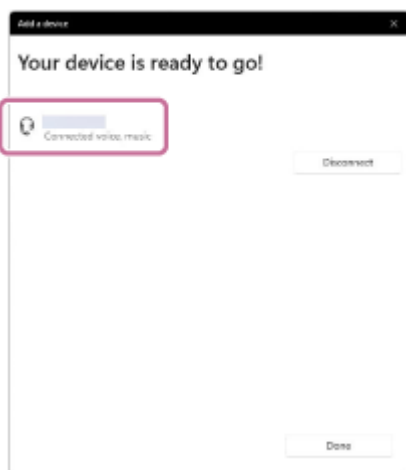 Add a device
Your device is ready to go!
Connected voice, music
Disconnect
Done